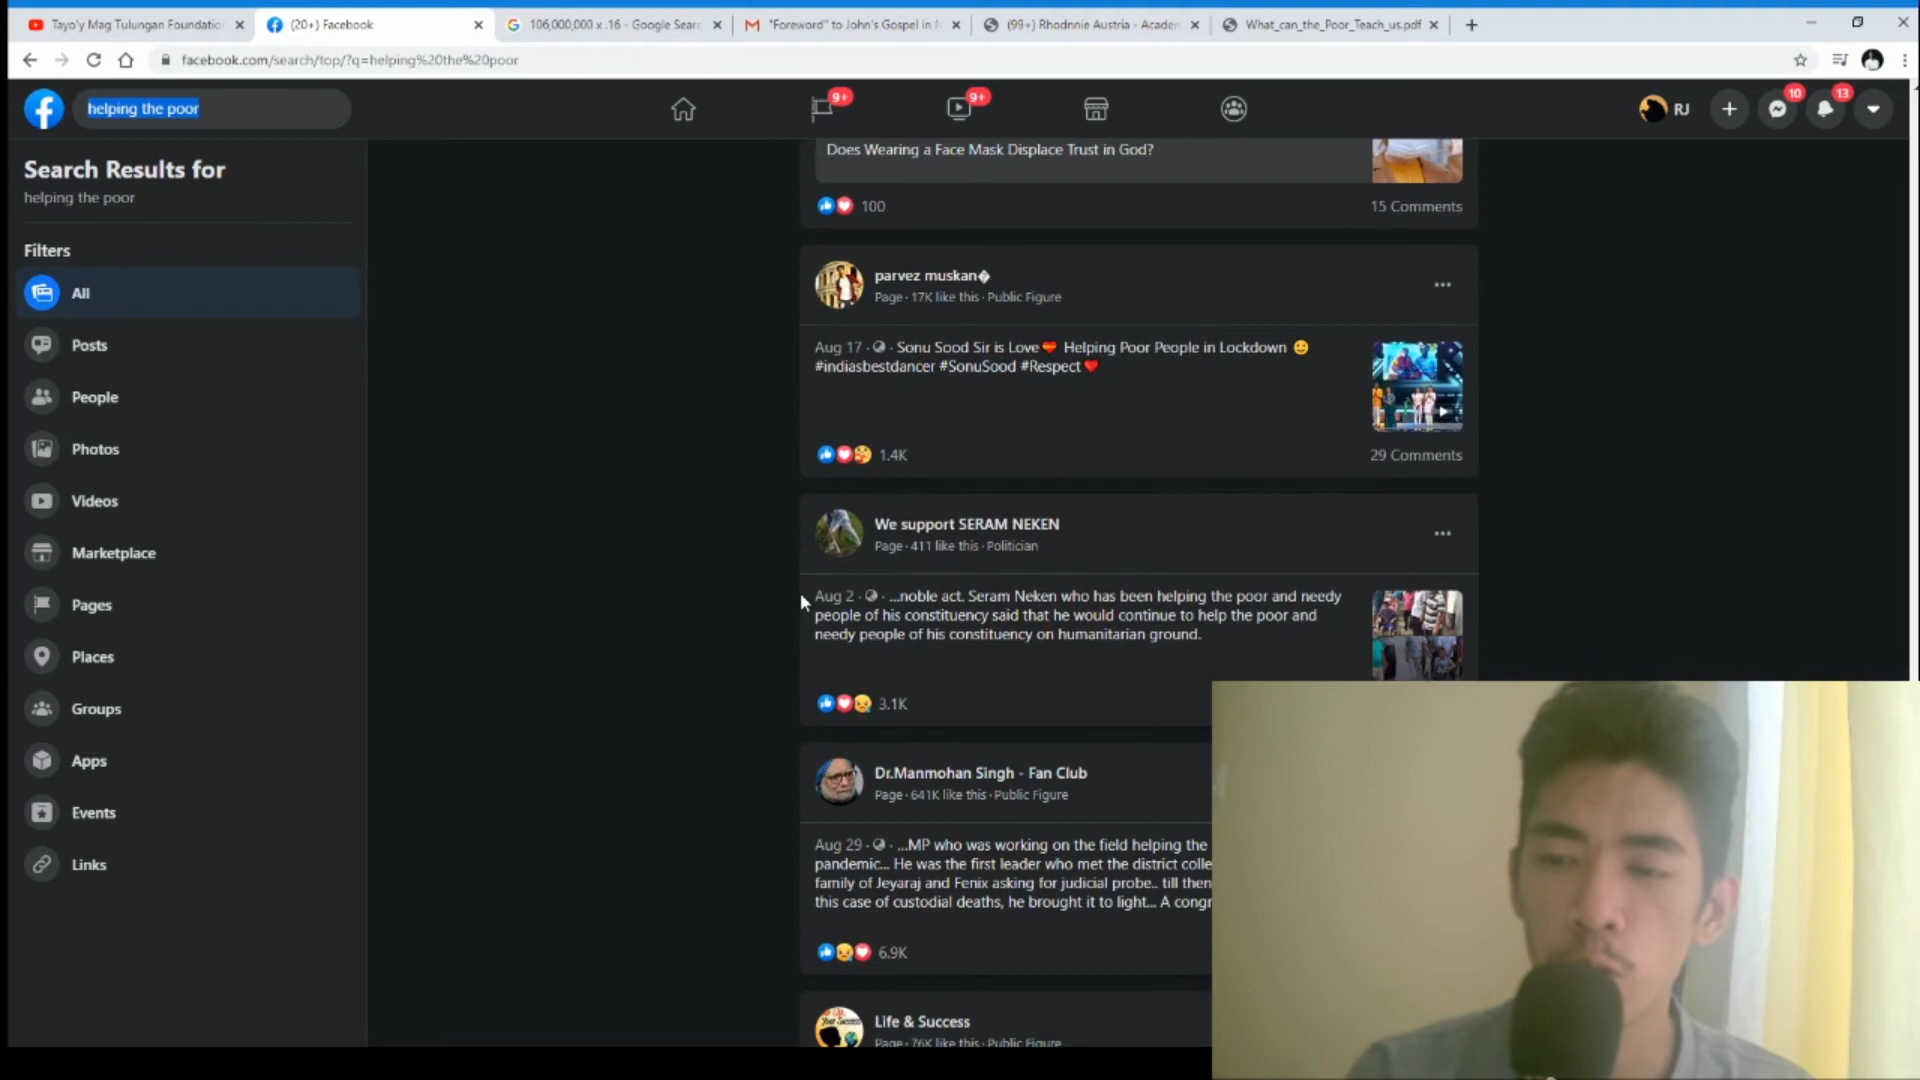 Tayo'y Mag Tulungan Foundatio
(20+) Facebook
106,000,000 x .16 - Google Searc
"Foreword" to John's Gospel in N
(99+) Rhodnnie Austria - Academ
What_can_the_Poor_Teach_us.pdf
facebook.com/search/top/?q=helping%20the%20poor
helping the poor
9+
9+
RJ
10
13
Search Results for
helping the poor
Filters
All
Posts
People
Photos
Videos
Marketplace
Pages
Places
Groups
Apps
Events
Links
Does Wearing a Face Mask Displace Trust in God?
100
15 Comments
parvez muskan�
Page · 17K like this · Public Figure
Aug 17 · Sonu Sood Sir is Love❤ Helping Poor People in Lockdown 🙂
#indiasbestdancer #SonuSood #Respect❤
1.4K
29 Comments
We support SERAM NEKEN
Page · 411 like this · Politician
Aug 2 · ...noble act. Seram Neken who has been helping the poor and needy
people of his constituency said that he would continue to help the poor and
needy people of his constituency on humanitarian ground.
3.1K
Dr.Manmohan Singh - Fan Club
Page · 641K like this · Public Figure
Aug 29 · ...MP who was working on the field helping the
pandemic... He was the first leader who met the district colle
family of Jeyaraj and Fenix asking for judicial probe.. till then
this case of custodial deaths, he brought it to light... A congr
6.9K
Life & Success
Page · 76K like this · Public Figure